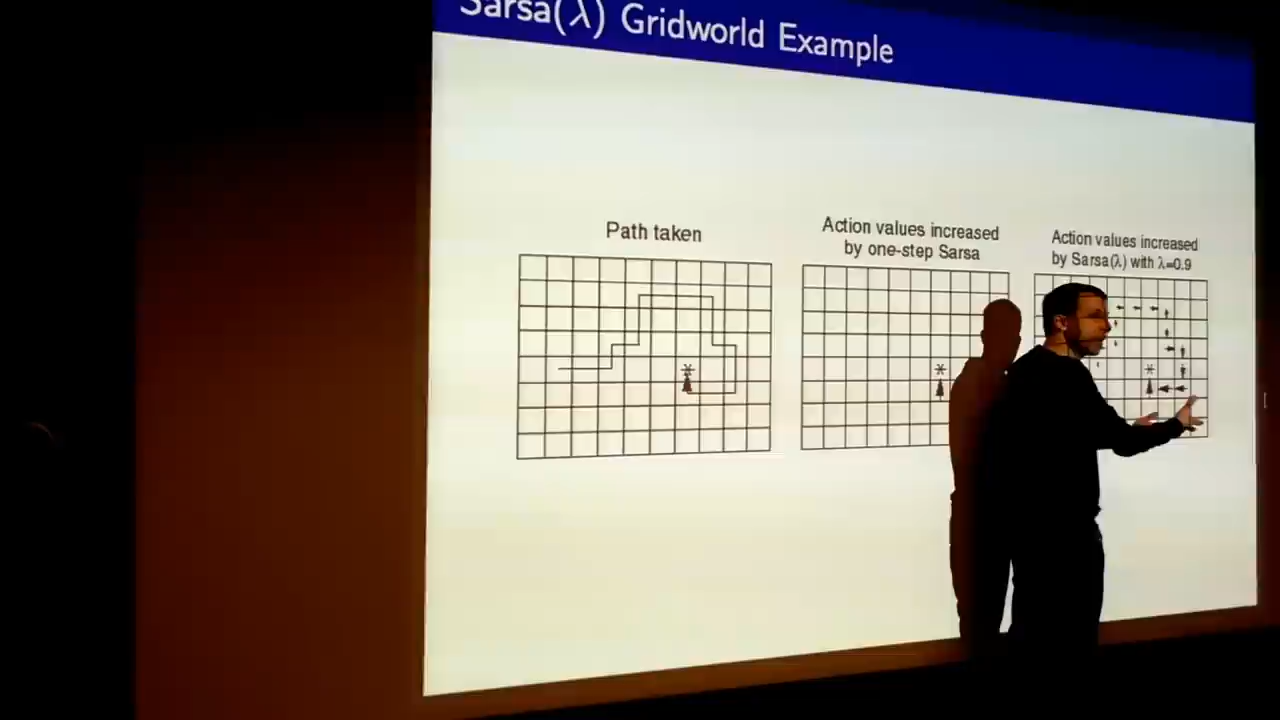 Sarsa(λ) Gridworld Example
Path taken
Action values increased
by one-step Sarsa
Action values increased
by Sarsa(λ) with λ=0.9
*
*
*